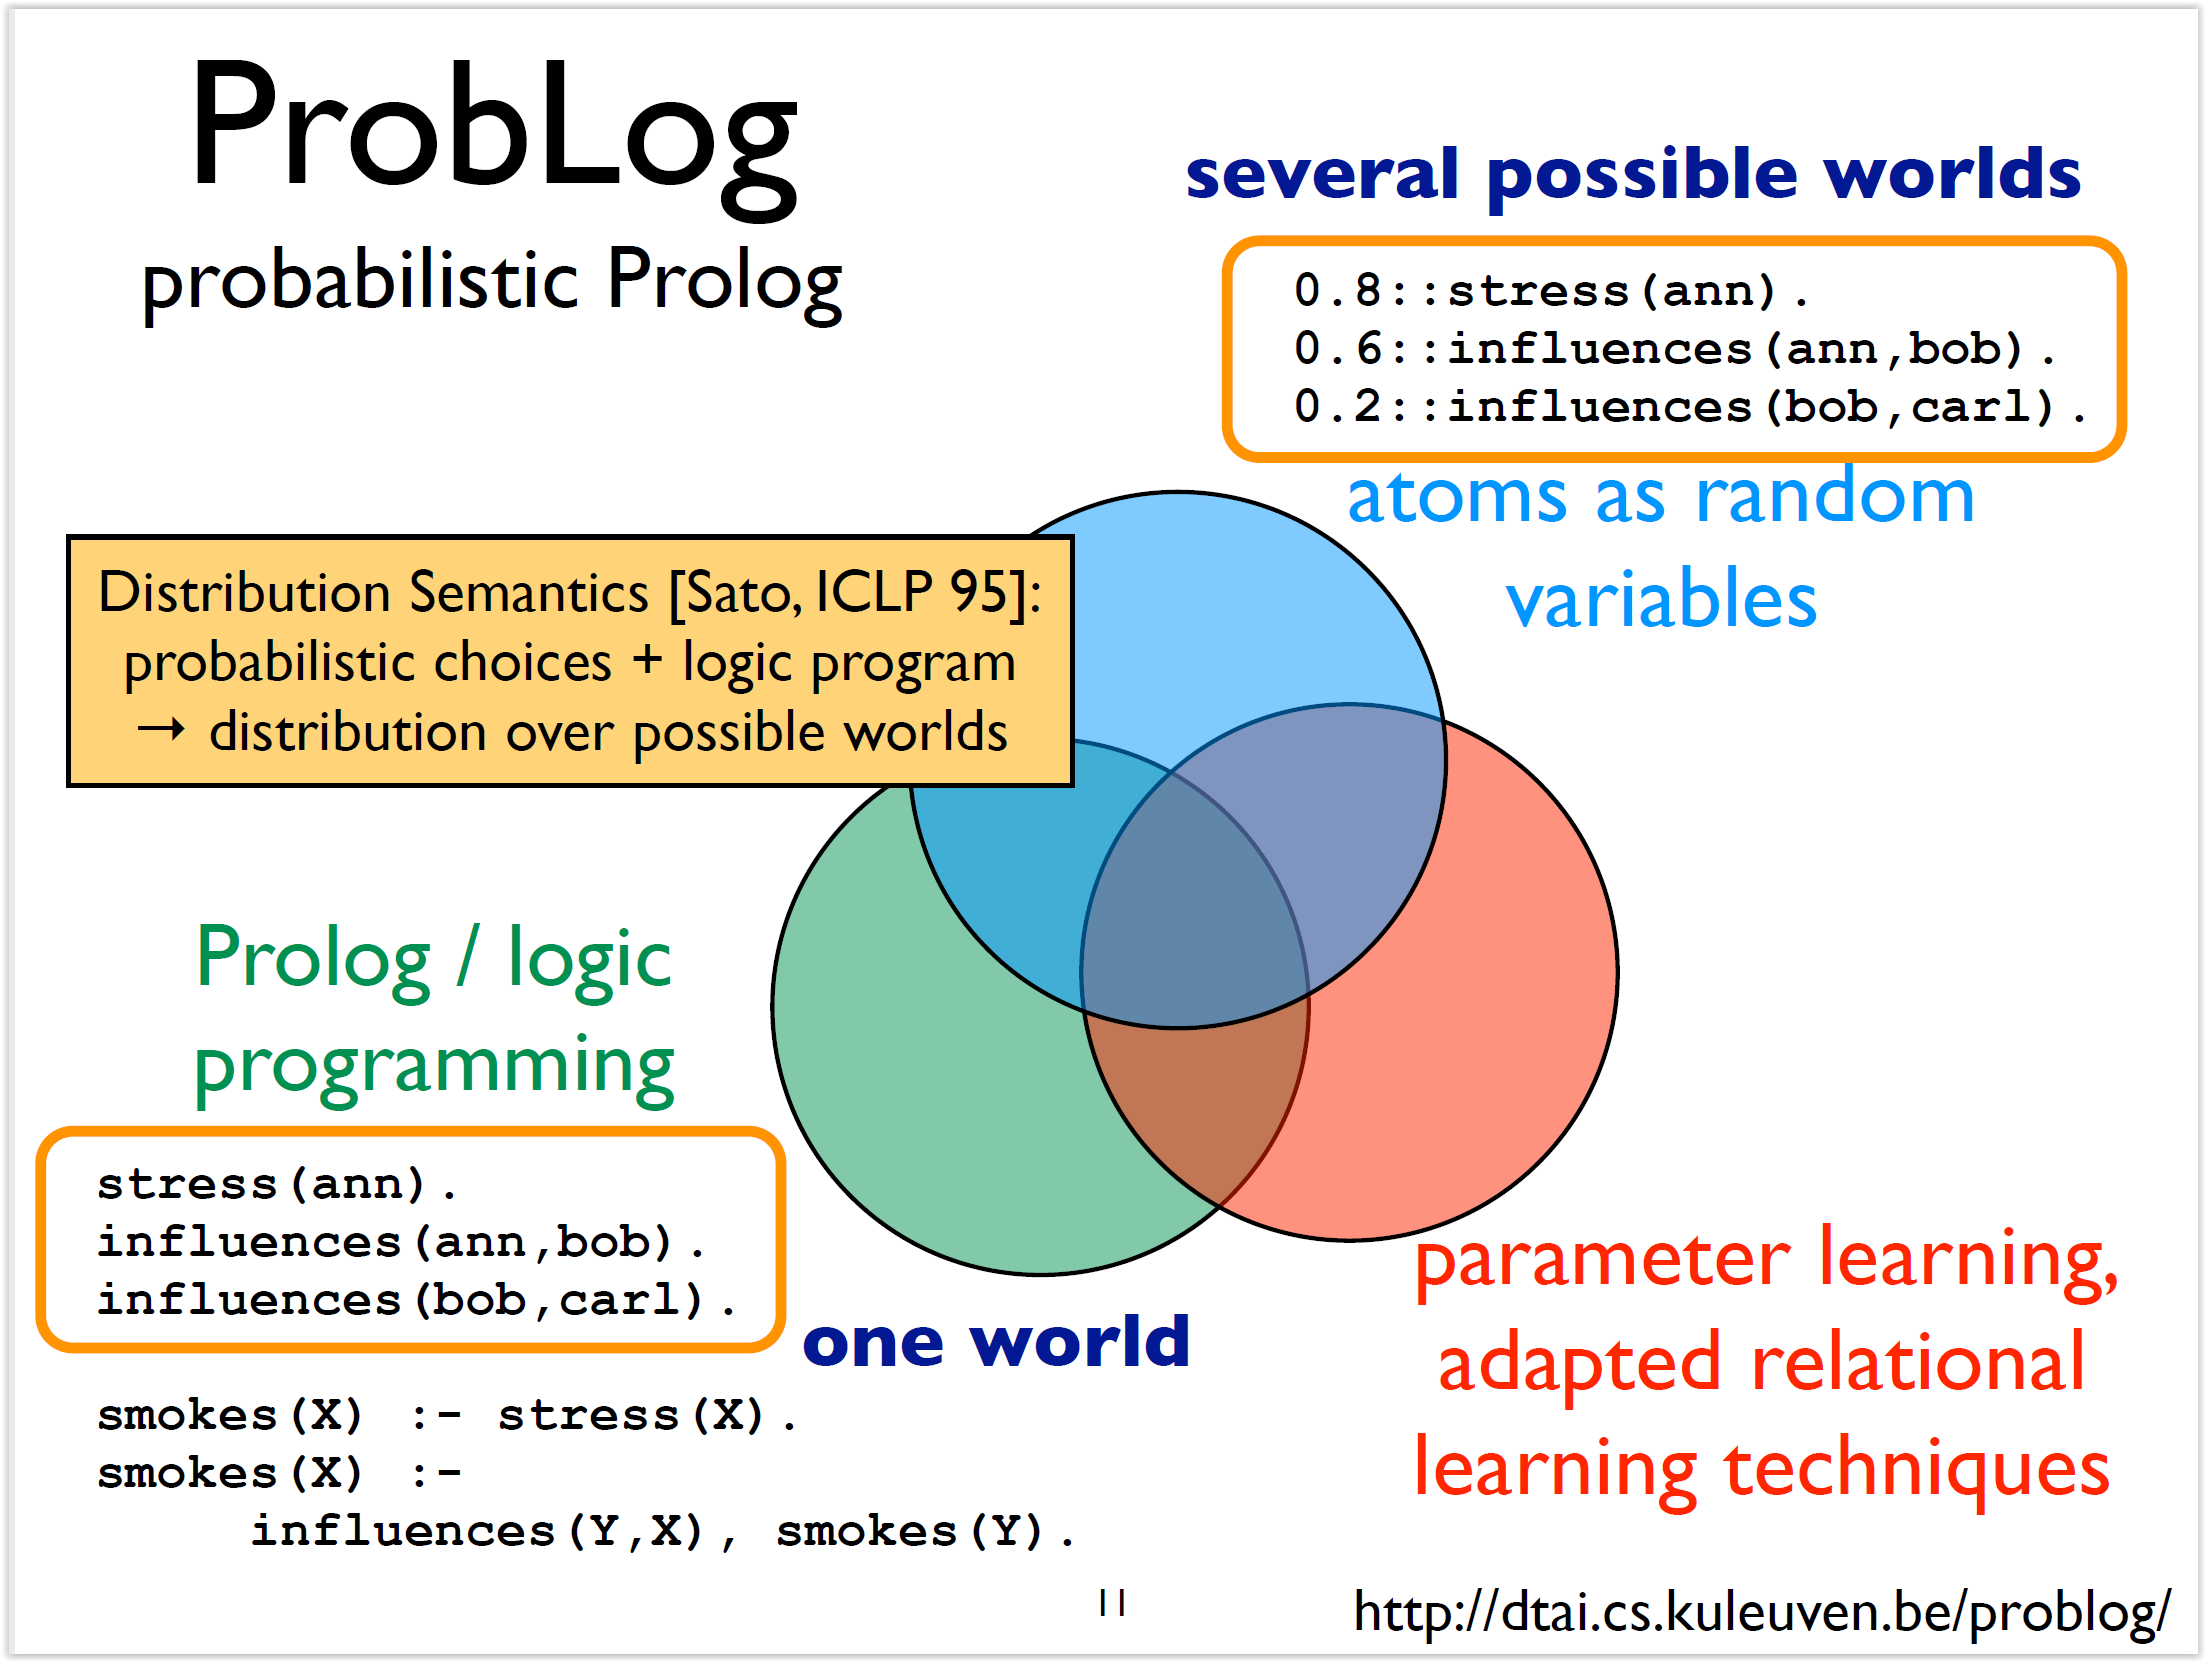 ProbLog
probabilistic Prolog
several possible worlds
0.8::stress(ann).
0.6::influences(ann,bob).
0.2::influences(bob,carl).
atoms as random
variables
Distribution Semantics [Sato, ICLP 95]:
probabilistic choices + logic program
→ distribution over possible worlds
Prolog / logic
programming
stress(ann).
influences(ann,bob).
influences(bob,carl).
one world
smokes(X) :- stress(X).
smokes(X) :-
influences(Y,X), smokes(Y).
parameter learning,
adapted relational
learning techniques
11
http://dtai.cs.kuleuven.be/problog/